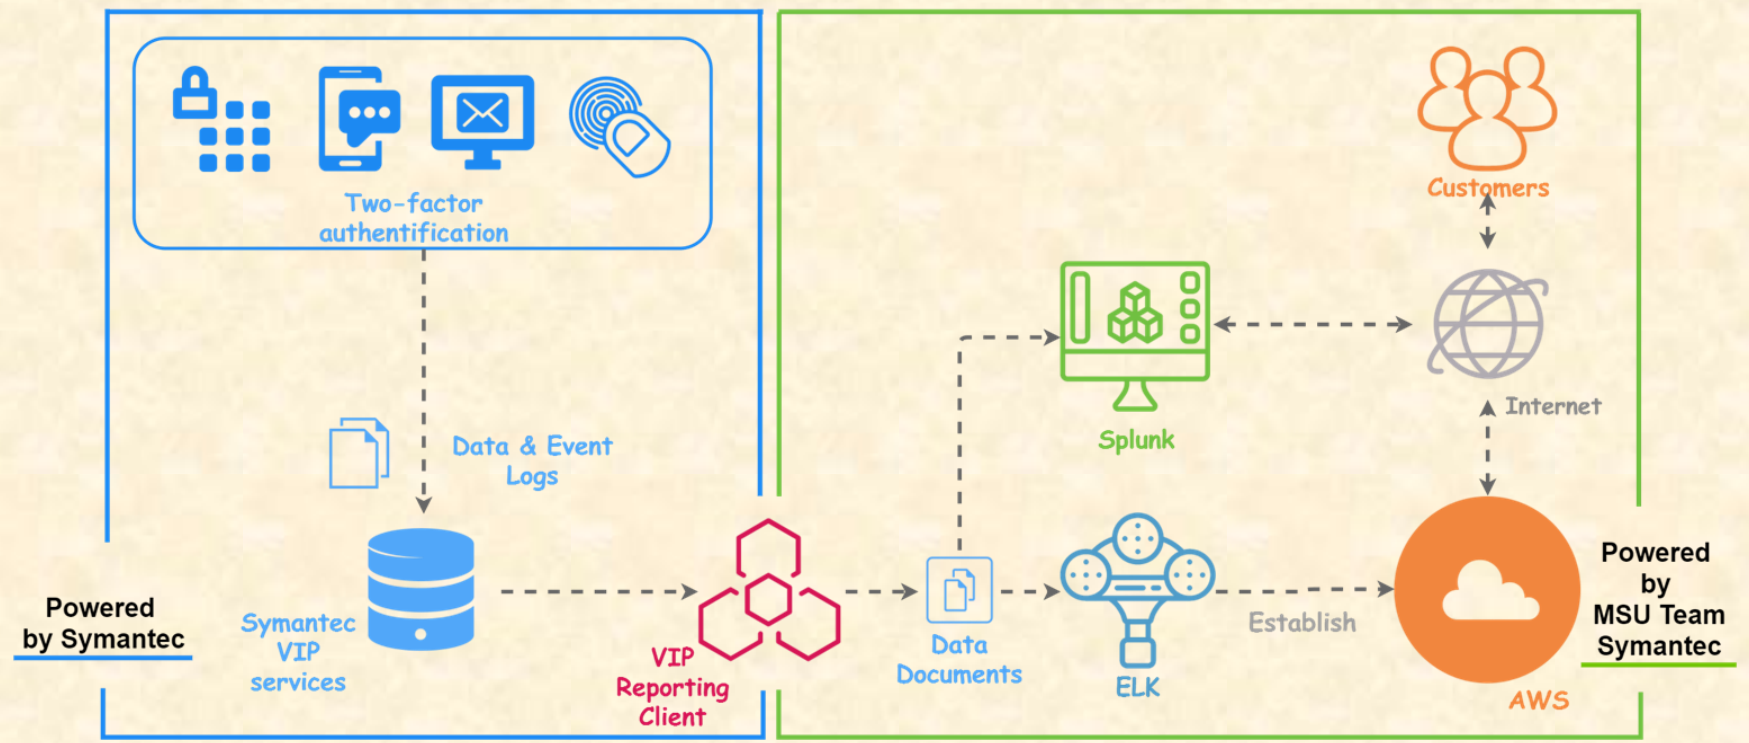 Two-factor
authentification
Data & Event
Logs
Powered
by Symantec
Symantec
VIP
services
VIP
Reporting
Client
Data
Documents
Splunk
ELK
Establish
Customers
Internet
AWS
Powered
by
MSU Team
Symantec